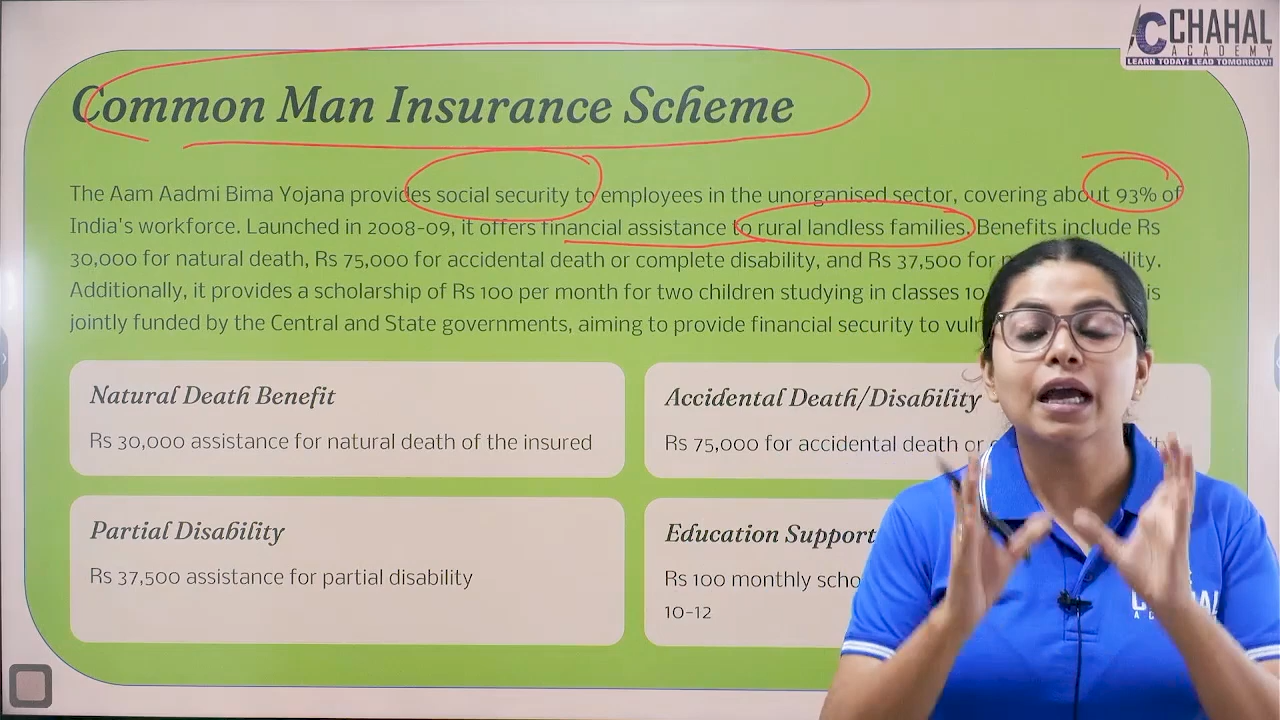 CHAHAL
ACADEMY
LEARN TODAY! LEAD TOMORROW!
Common Man Insurance Scheme
The Aam Aadmi Bima Yojana provides social security to employees in the unorganised sector, covering about 93% of
India's workforce. Launched in 2008-09, it offers financial assistance to rural landless families. Benefits include Rs
30,000 for natural death, Rs 75,000 for accidental death or complete disability, and Rs 37,500 for
Additionally, it provides a scholarship of Rs 100 per month for two children studying in classes 10 is
jointly funded by the Central and State governments, aiming to provide financial security to
Natural Death Benefit
Rs 30,000 assistance for natural death of the insured
Accidental Death/Disability
Rs 75,000 for accidental death or
Partial Disability
Rs 37,500 assistance for partial disability
Education Support
Rs 100 monthly
10-12